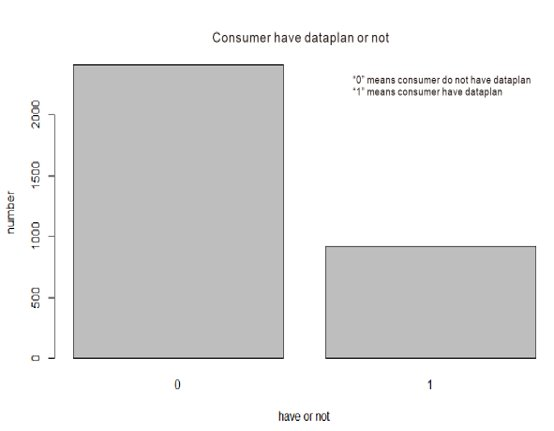 Consumer have dataplan or not
"0" means consumer do not have dataplan
"1" means consumer have dataplan
2000
1500
1000
500
0
number
0
1
have or not